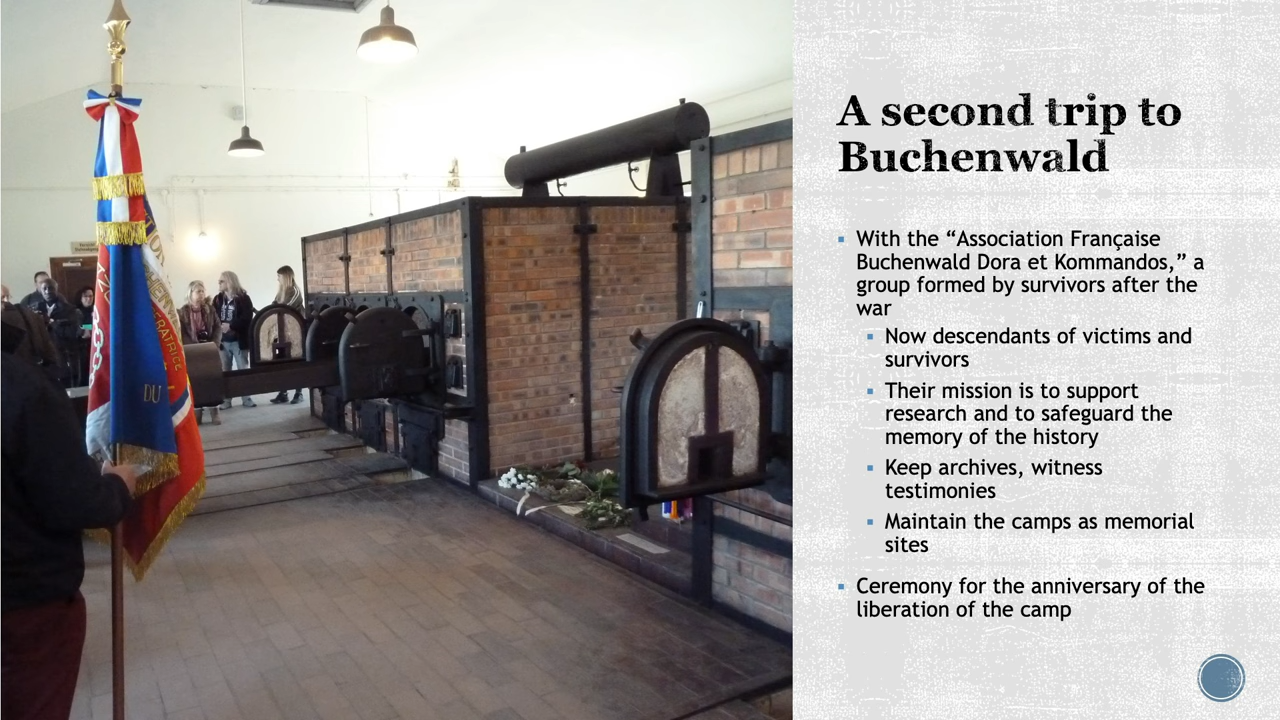 A second trip to
Buchenwald
▪ With the “Association Française
Buchenwald Dora et Kommandos,” a
group formed by survivors after the
war
▪ Now descendants of victims and
survivors
▪ Their mission is to support
research and to safeguard the
memory of the history
▪ Keep archives, witness
testimonies
▪ Maintain the camps as memorial
sites
▪ Ceremony for the anniversary of the
liberation of the camp
DU